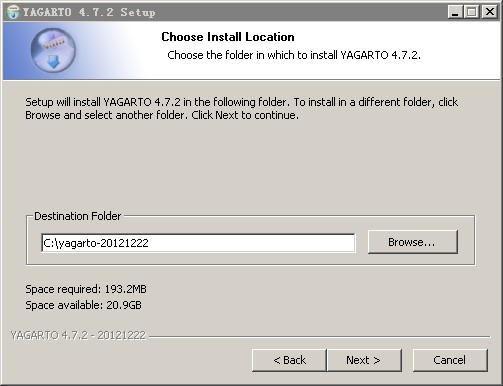 YAGARTO 4.7.2 Setup
Choose Install Location
Choose the folder in which to install YAGARTO 4.7.2.
Setup will install YAGARTO 4.7.2 in the following folder. To install in a different folder, click
Browse and select another folder. Click Next to continue.
Destination Folder
C:\yagarto-20121222
Browse...
Space required: 193.2MB
Space available: 20.9GB
YAGARTO 4.7.2 - 20121222
< Back
Next >
Cancel